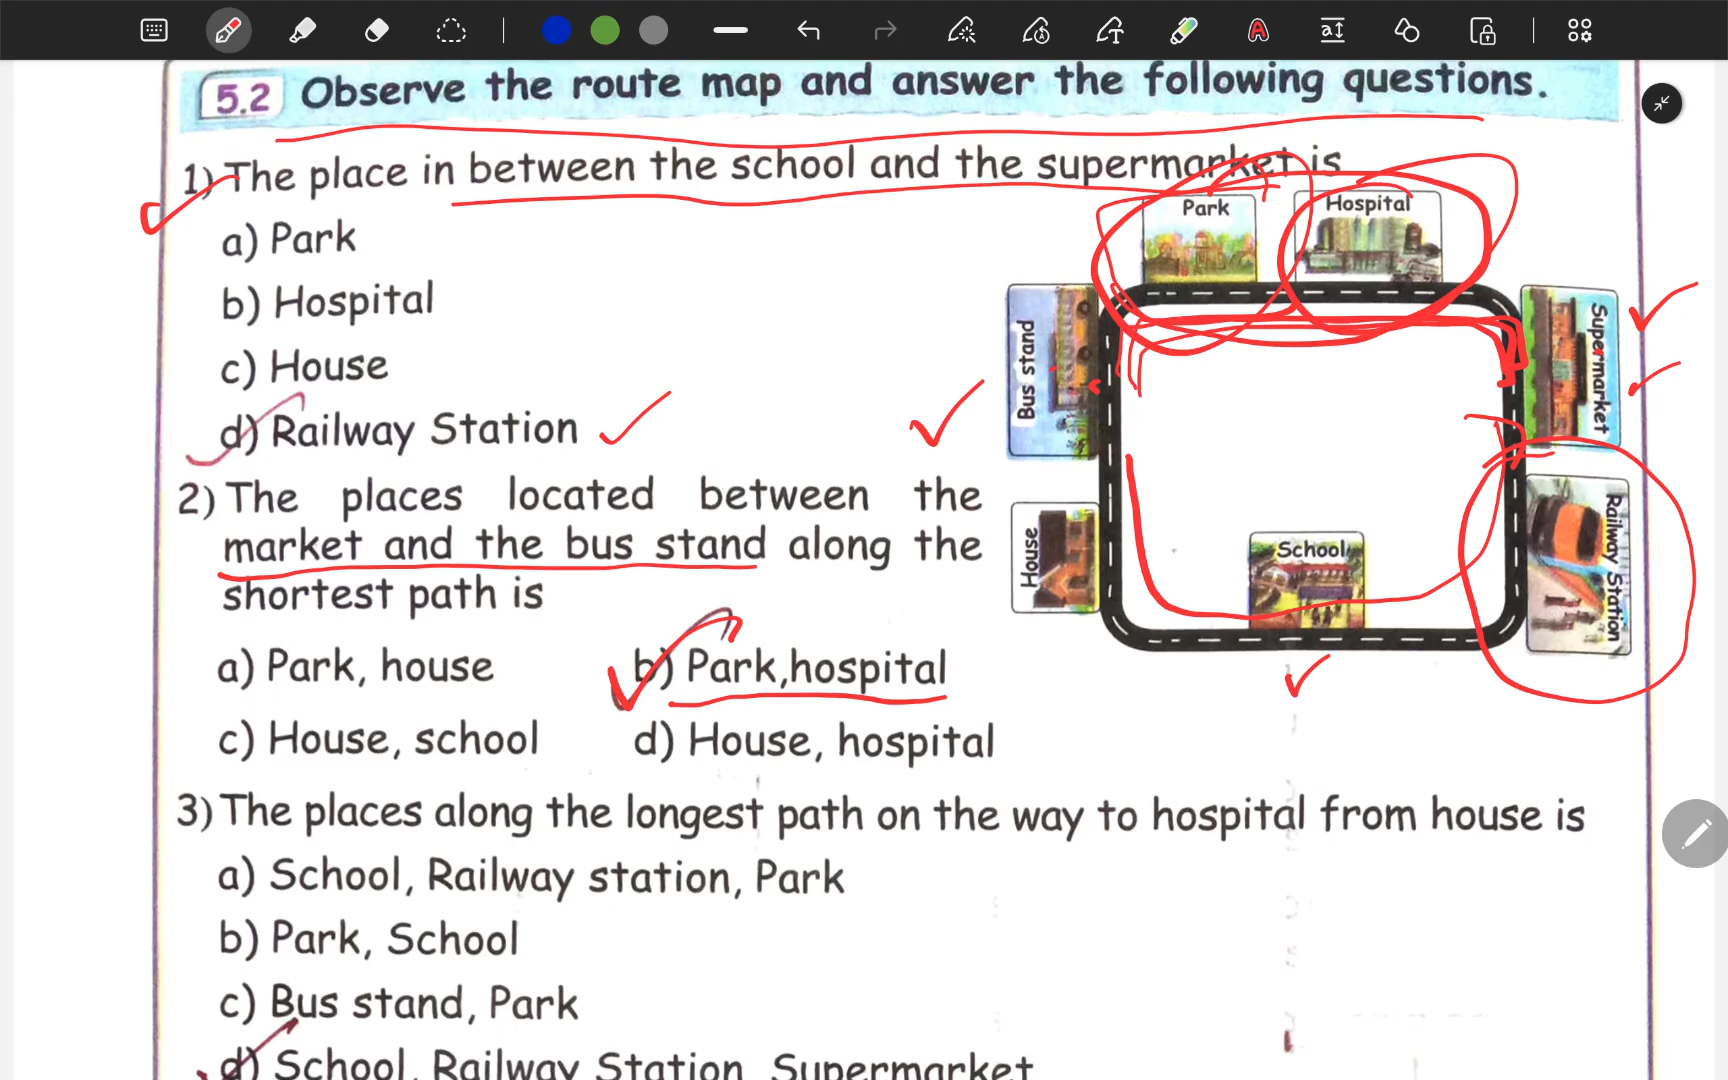 5.2 Observe the route map and answer the following questions.
1) The place in between the school and the supermarket is
a) Park
b) Hospital
c) House
d) Railway Station
Park
Hospital
Bus stand
Supermarket
House
School
Railway Station
2) The places located between the
market and the bus stand along the
shortest path is
a) Park, house
b) Park,hospital
c) House, school
d) House, hospital
3) The places along the longest path on the way to hospital from house is
a) School, Railway station, Park
b) Park, School
c) Bus stand, Park
d) School, Railway Station, Supermarket